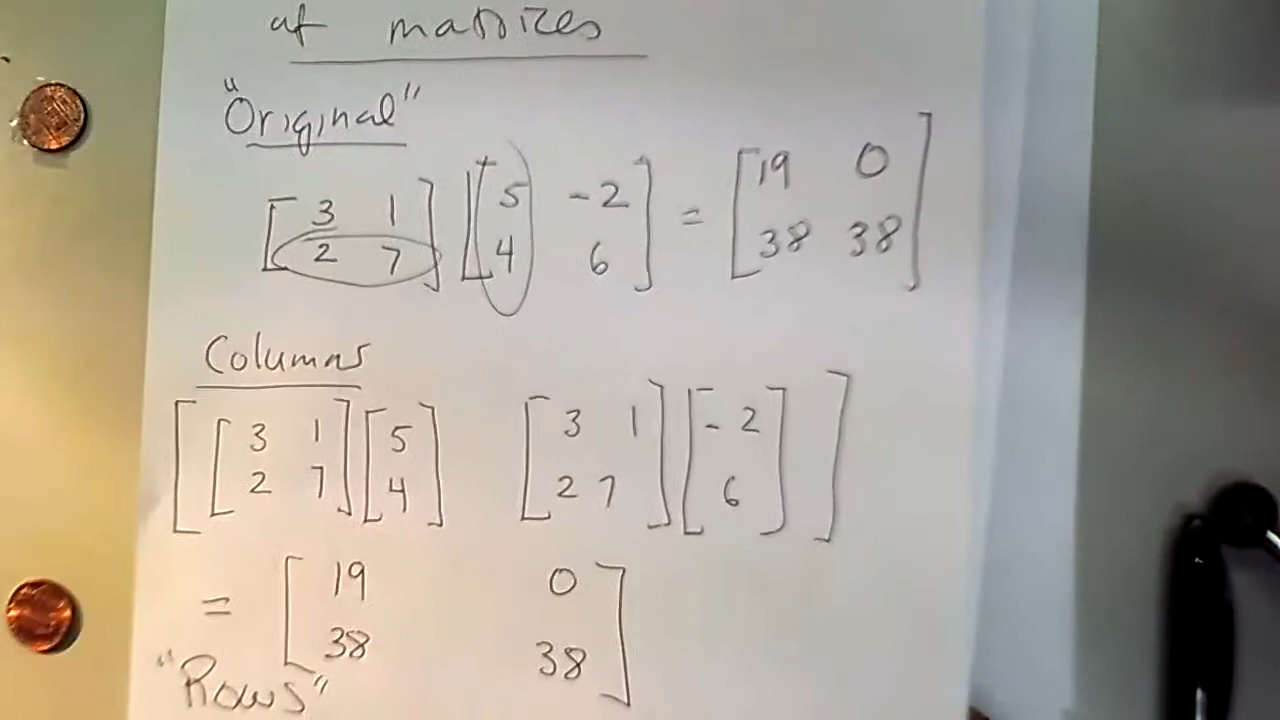 of matrices
"Original"
[3 1] [5 -2] = [19 0]
[2 7] [4 6] [38 38]
Columns
[[3 1][5] [3 1][-2]]
[[2 7][4] [2 7][6]]
= [19 0]
[38 38]
"Rows"